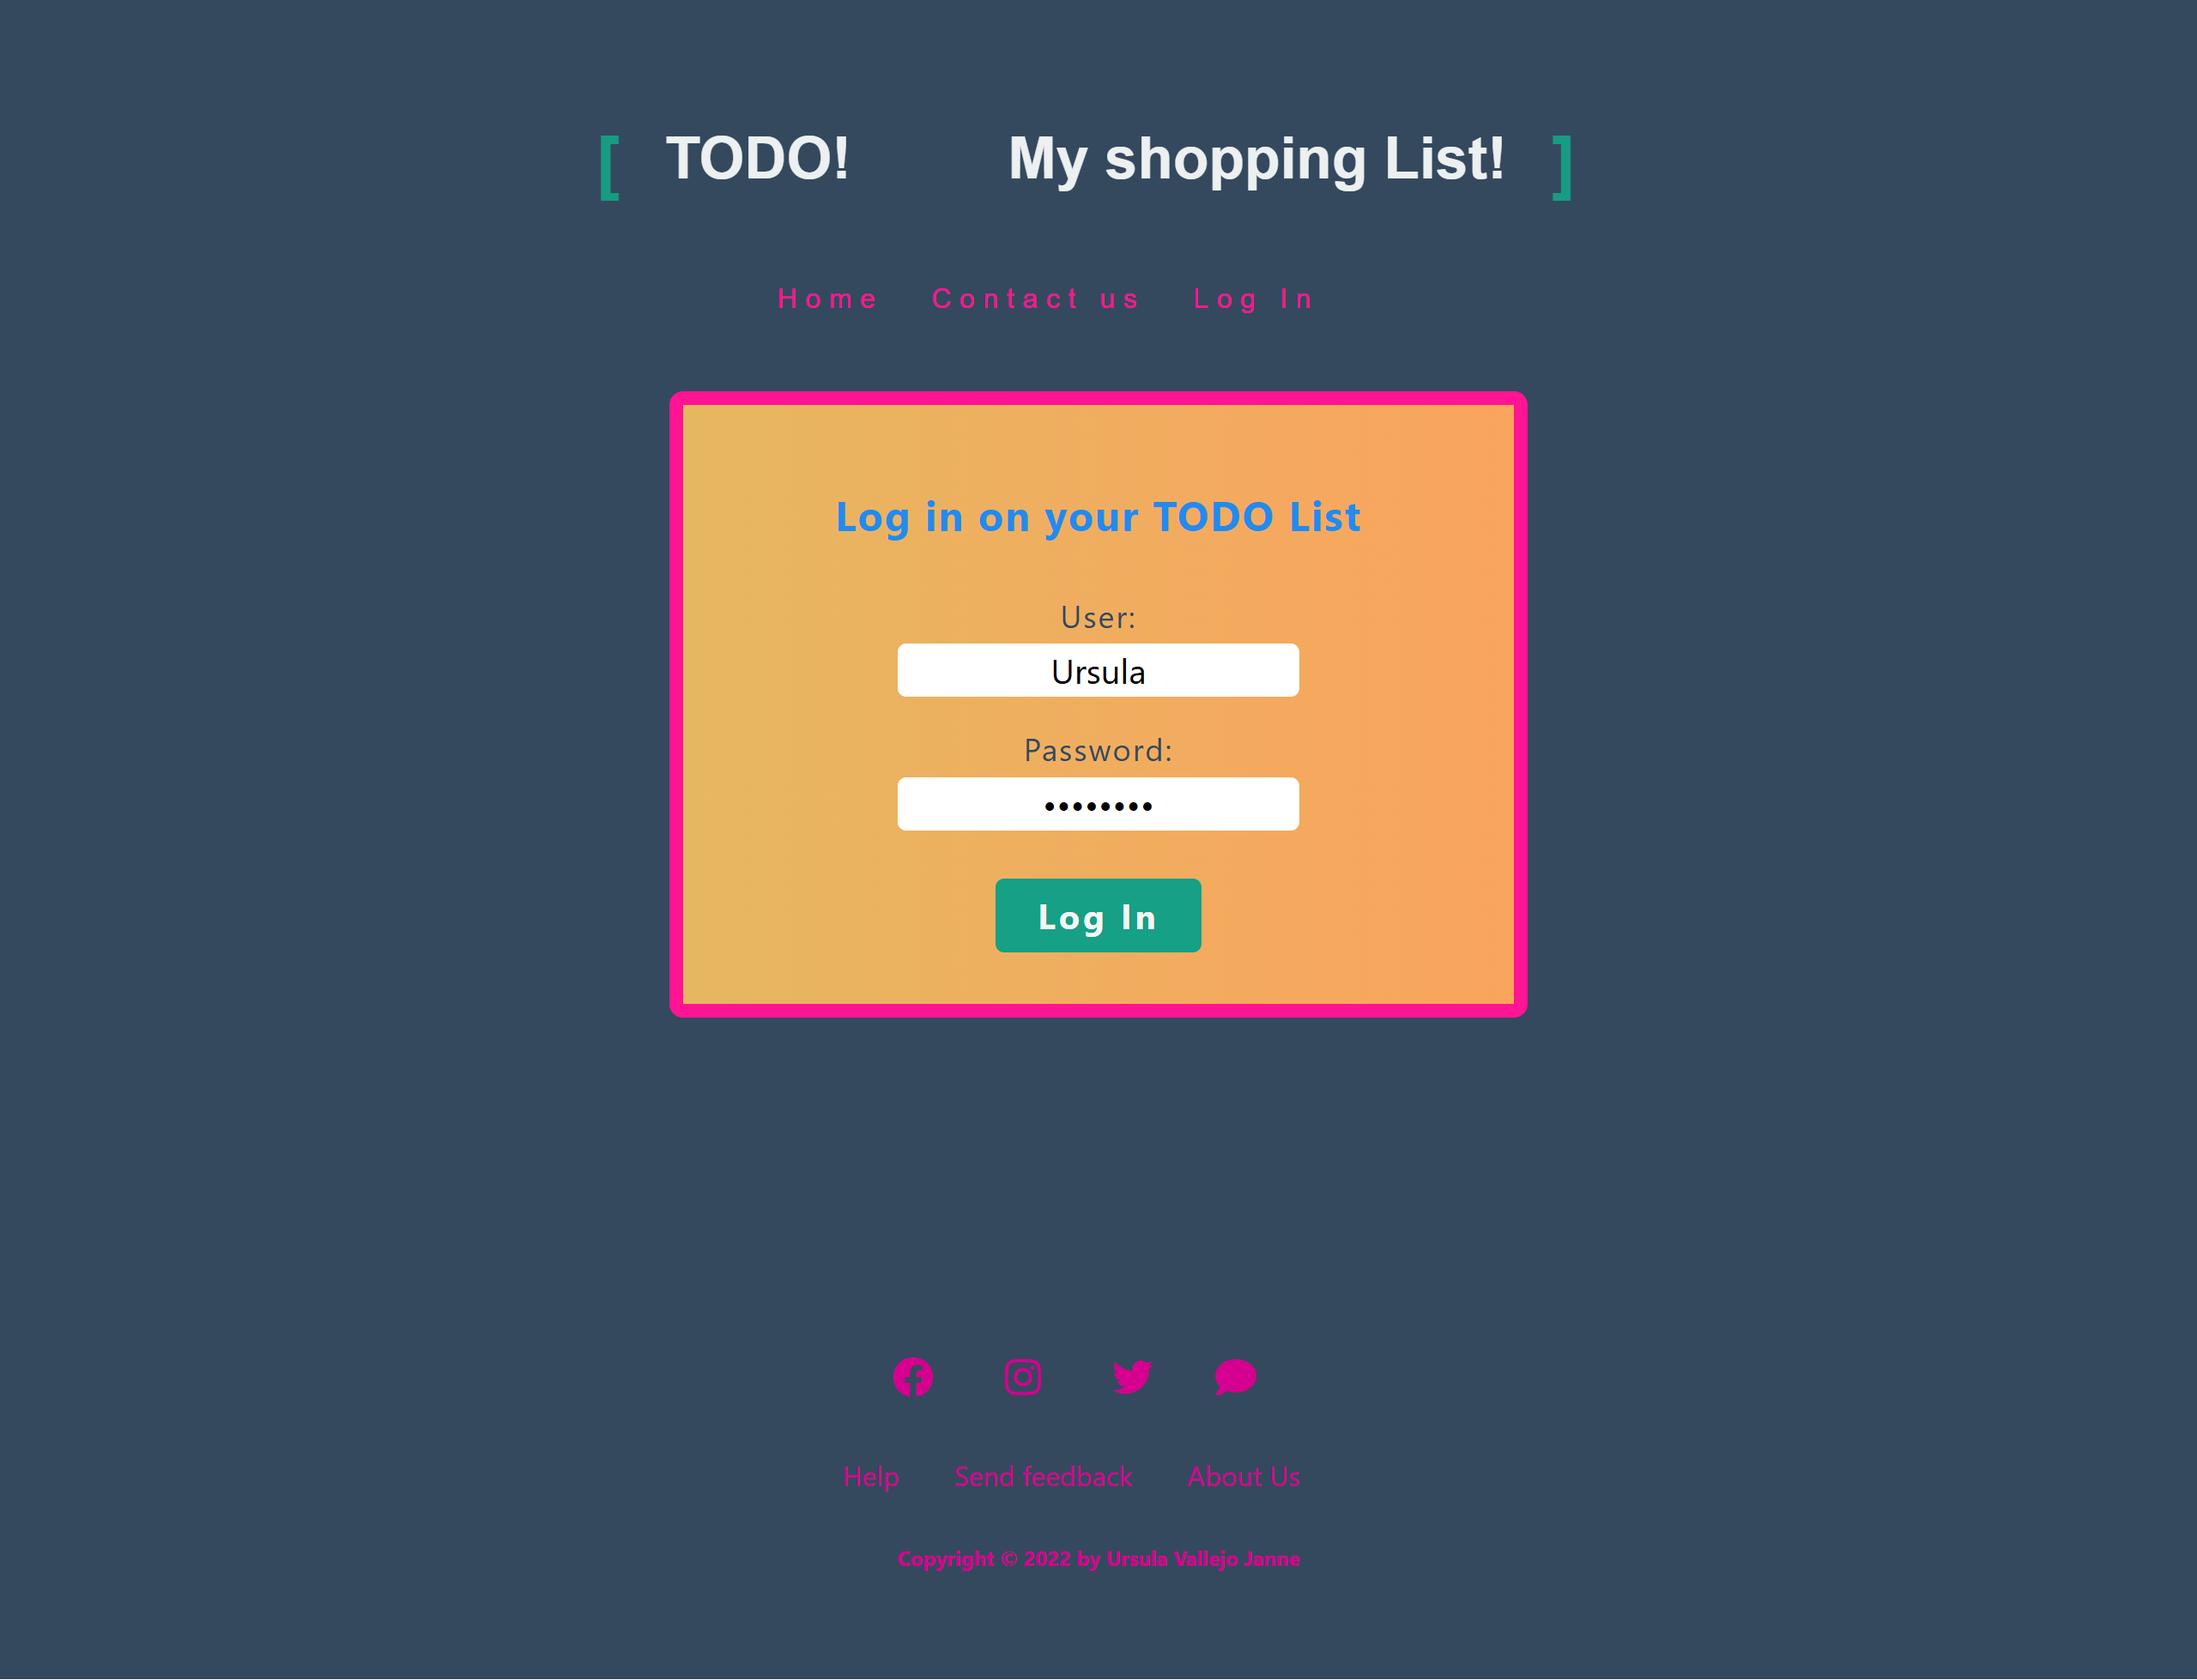 [ TODO! My shopping List! ]
Home Contact us Log In
Log in on your TODO List
User:
Ursula
Password:
••••••••
Log In
Help Send feedback About Us
Copyright © 2022 by Ursula Vallejo Janne